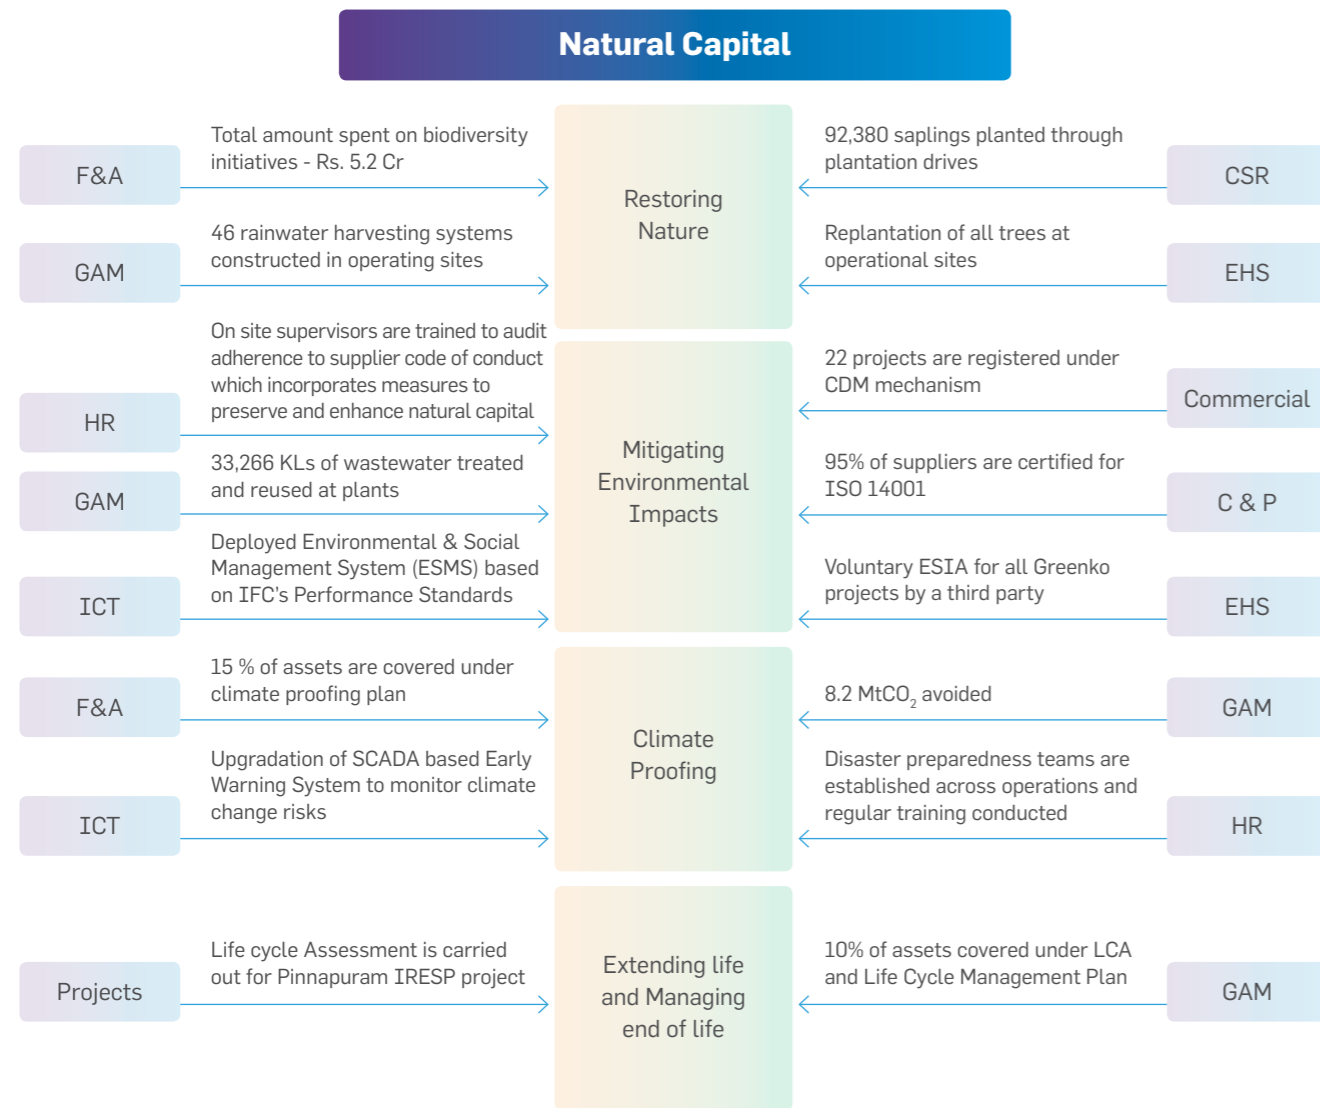 Natural Capital
F&A
Total amount spent on biodiversity
initiatives - Rs. 5.2 Cr
GAM
46 rainwater harvesting systems
constructed in operating sites
Restoring
Nature
92,380 saplings planted through
plantation drives
CSR
Replantation of all trees at
operational sites
EHS
HR
On site supervisors are trained to audit
adherence to supplier code of conduct
which incorporates measures to
preserve and enhance natural capital
GAM
33,266 KLs of wastewater treated
and reused at plants
ICT
Deployed Environmental & Social
Management System (ESMS) based
on IFC's Performance Standards
Mitigating
Environmental
Impacts
22 projects are registered under
CDM mechanism
Commercial
95% of suppliers are certified for
ISO 14001
C & P
Voluntary ESIA for all Greenko
projects by a third party
EHS
F&A
15 % of assets are covered under
climate proofing plan
ICT
Upgradation of SCADA based Early
Warning System to monitor climate
change risks
Climate
Proofing
8.2 MtCO₂ avoided
GAM
Disaster preparedness teams are
established across operations and
regular training conducted
HR
Projects
Life cycle Assessment is carried
out for Pinnapuram IRESP project
Extending life
and Managing
end of life
10% of assets covered under LCA
and Life Cycle Management Plan
GAM